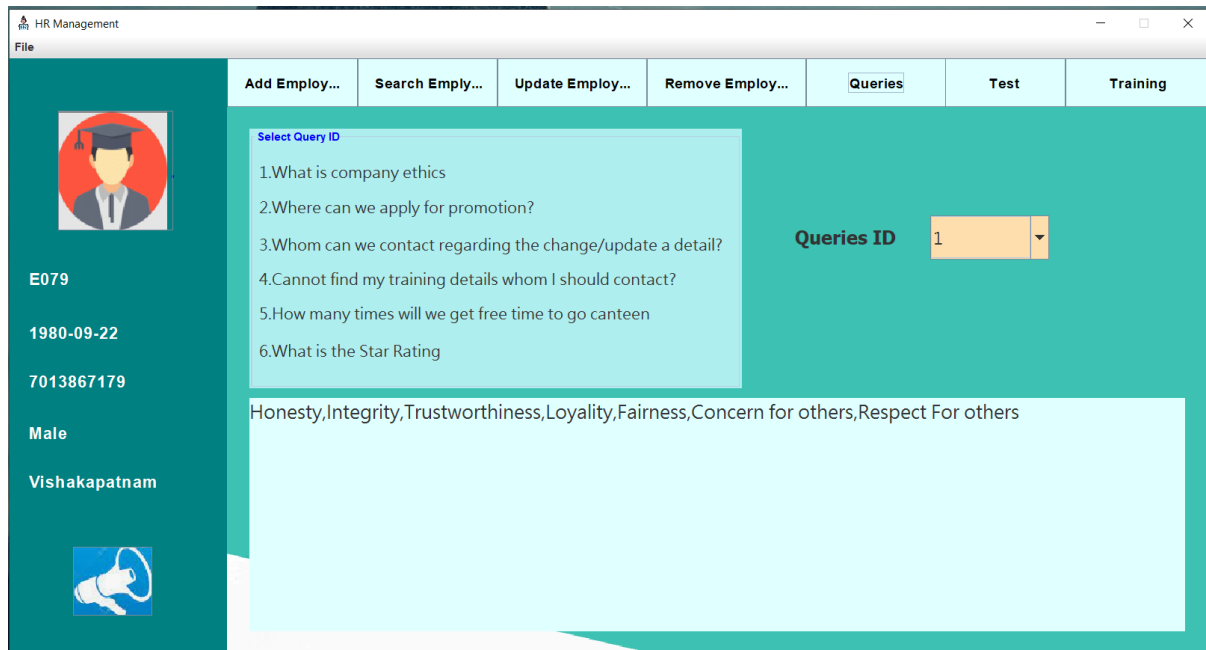 HR Management
File
Add Employ... Search Emply... Update Employ... Remove Employ... Queries Test Training
Select Query ID
1.What is company ethics
2.Where can we apply for promotion?
3.Whom can we contact regarding the change/update a detail?
4.Cannot find my training details whom I should contact?
5.How many times will we get free time to go canteen
6.What is the Star Rating
Queries ID 1
E079
1980-09-22
7013867179
Male
Vishakapatnam
Honesty,Integrity,Trustworthiness,Loyality,Fairness,Concern for others,Respect For others